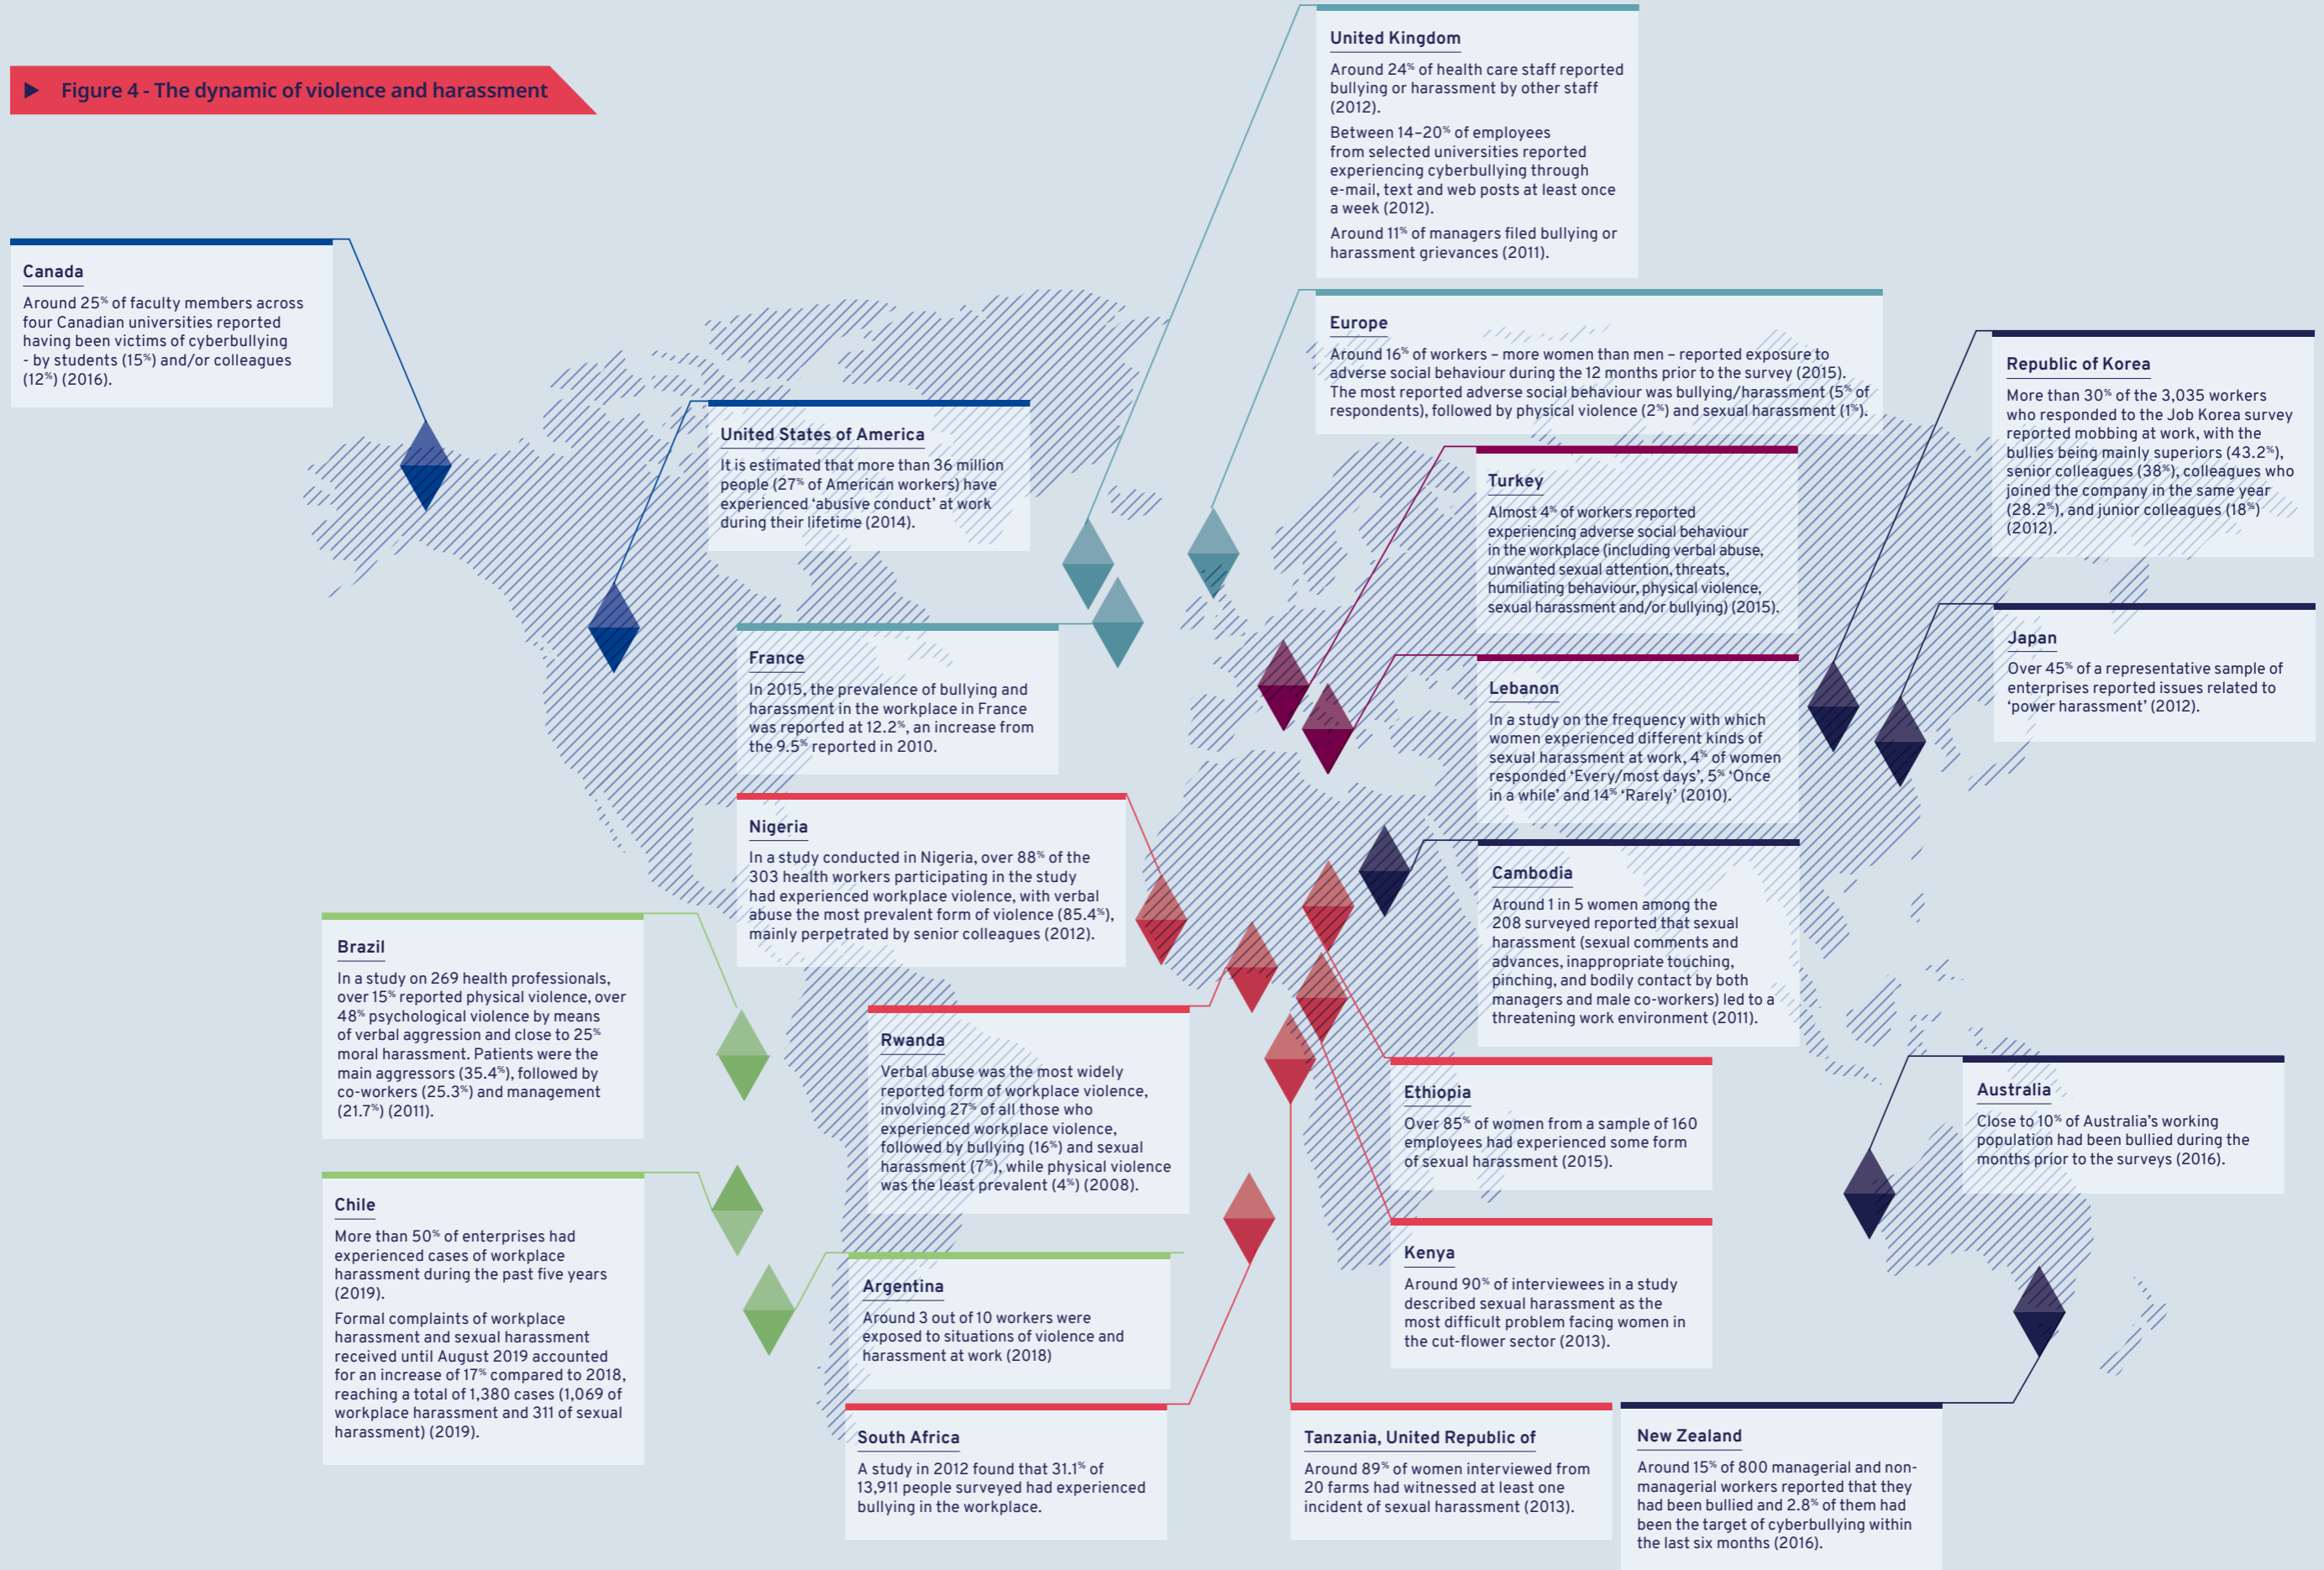 Figure 4 - The dynamic of violence and harassment
United Kingdom
Around 24% of health care staff reported
bullying or harassment by other staff
(2012).
Between 14–20% of employees
from selected universities reported
experiencing cyberbullying through
e-mail, text and web posts at least once
a week (2012).
Around 11% of managers filed bullying or
harassment grievances (2011).
Canada
Around 25% of faculty members across
four Canadian universities reported
having been victims of cyberbullying
- by students (15%) and/or colleagues
(12%) (2016).
Europe
Around 16% of workers – more women than men – reported exposure to
adverse social behaviour during the 12 months prior to the survey (2015).
The most reported adverse social behaviour was bullying/harassment (5% of
respondents), followed by physical violence (2%) and sexual harassment (1%).
Republic of Korea
More than 30% of the 3,035 workers
who responded to the Job Korea survey
reported mobbing at work, with the
bullies being mainly superiors (43.2%),
senior colleagues (38%), colleagues who
joined the company in the same year
(28.2%), and junior colleagues (18%)
(2012).
United States of America
It is estimated that more than 36 million
people (27% of American workers) have
experienced ‘abusive conduct’ at work
during their lifetime (2014).
Turkey
Almost 4% of workers reported
experiencing adverse social behaviour
in the workplace (including verbal abuse,
unwanted sexual attention, threats,
humiliating behaviour, physical violence,
sexual harassment and/or bullying) (2015).
Japan
Over 45% of a representative sample of
enterprises reported issues related to
‘power harassment’ (2012).
France
In 2015, the prevalence of bullying and
harassment in the workplace in France
was reported at 12.2%, an increase from
the 9.5% reported in 2010.
Lebanon
In a study on the frequency with which
women experienced different kinds of
sexual harassment at work, 4% of women
responded ‘Every/most days’, 5% ‘Once
in a while’ and 14% ‘Rarely’ (2010).
Nigeria
In a study conducted in Nigeria, over 88% of the
303 health workers participating in the study
had experienced workplace violence, with verbal
abuse the most prevalent form of violence (85.4%),
mainly perpetrated by senior colleagues (2012).
Cambodia
Around 1 in 5 women among the
208 surveyed reported that sexual
harassment (sexual comments and
advances, inappropriate touching,
pinching, and bodily contact by both
managers and male co-workers) led to a
threatening work environment (2011).
Brazil
In a study on 269 health professionals,
over 15% reported physical violence, over
48% psychological violence by means
of verbal aggression and close to 25%
moral harassment. Patients were the
main aggressors (35.4%), followed by
co-workers (25.3%) and management
(21.7%) (2011).
Rwanda
Verbal abuse was the most widely
reported form of workplace violence,
involving 27% of all those who
experienced workplace violence,
followed by bullying (16%) and sexual
harassment (7%), while physical violence
was the least prevalent (4%) (2008).
Ethiopia
Over 85% of women from a sample of 160
employees had experienced some form
of sexual harassment (2015).
Australia
Close to 10% of Australia’s working
population had been bullied during the
months prior to the surveys (2016).
Chile
More than 50% of enterprises had
experienced cases of workplace
harassment during the past five years
(2019).
Formal complaints of workplace
harassment and sexual harassment
received until August 2019 accounted
for an increase of 17% compared to 2018,
reaching a total of 1,380 cases (1,069 of
workplace harassment and 311 of sexual
harassment) (2019).
Kenya
Around 90% of interviewees in a study
described sexual harassment as the
most difficult problem facing women in
the cut-flower sector (2013).
Argentina
Around 3 out of 10 workers were
exposed to situations of violence and
harassment at work (2018)
South Africa
A study in 2012 found that 31.1% of
13,911 people surveyed had experienced
bullying in the workplace.
Tanzania, United Republic of
Around 89% of women interviewed from
20 farms had witnessed at least one
incident of sexual harassment (2013).
New Zealand
Around 15% of 800 managerial and non-
managerial workers reported that they
had been bullied and 2.8% of them had
been the target of cyberbullying within
the last six months (2016).